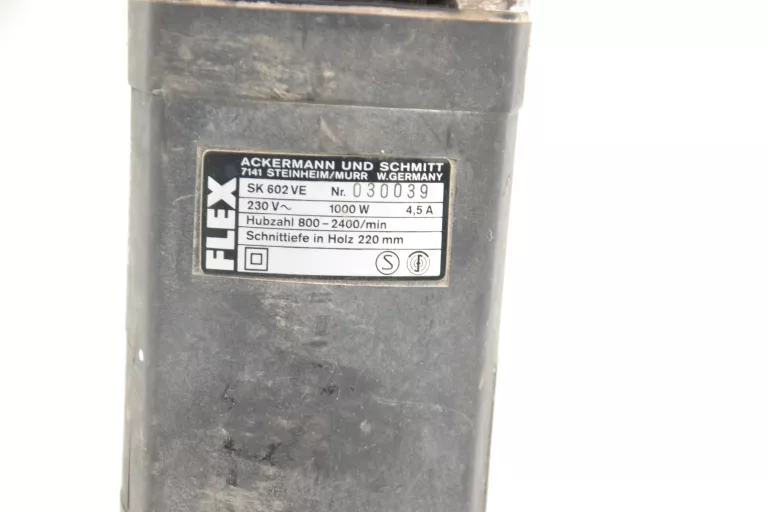 FLEX
ACKERMANN UND SCHMITT
7141 STEINHEIM/MURR W.GERMANY
SK 602 VE Nr. 030039
230 V~ 1000 W 4,5 A
Hubzahl 800-2400/min
Schnittiefe in Holz 220 mm
S